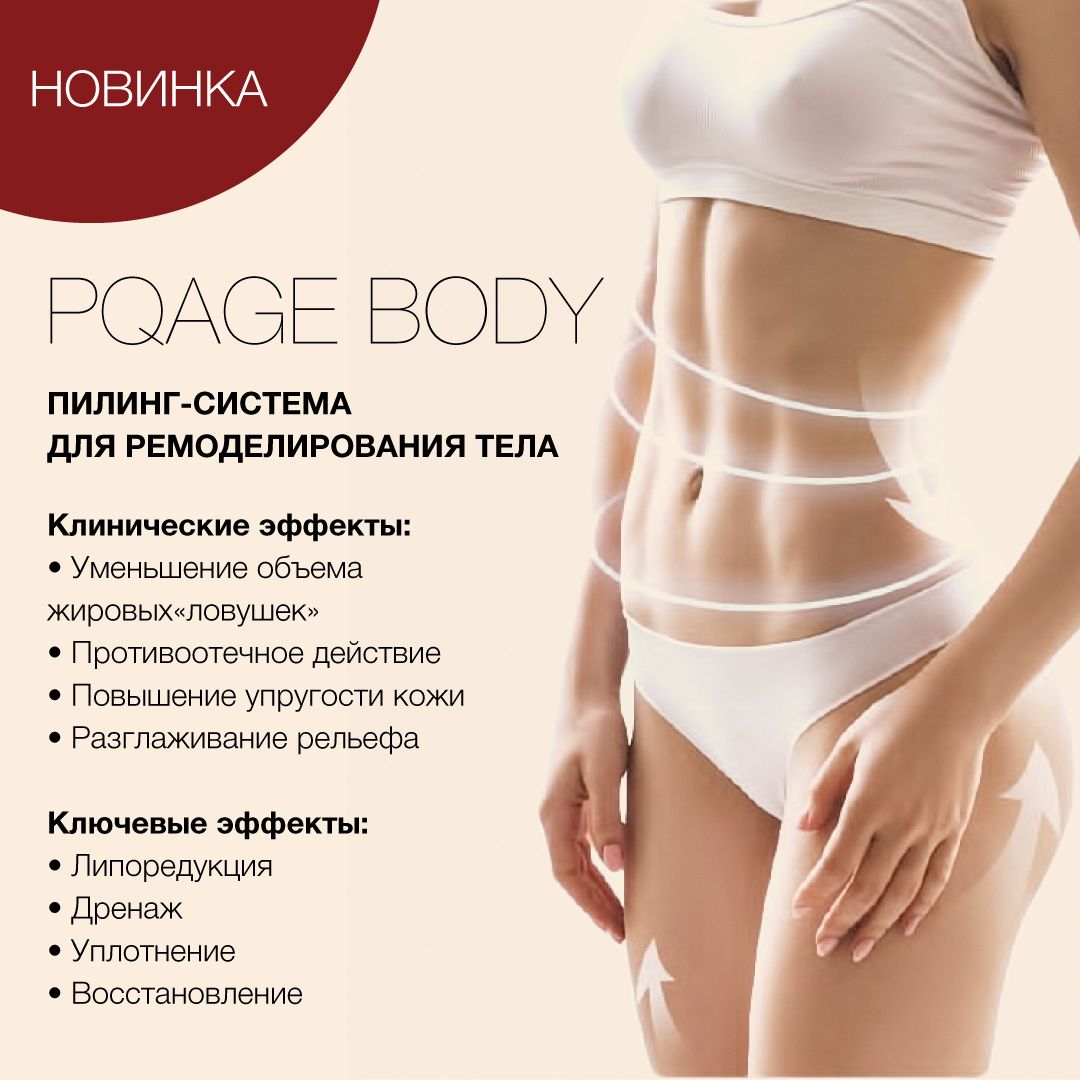 НОВИНКА
PQAGE BODY
ПИЛИНГ-СИСТЕМА
ДЛЯ РЕМОДЕЛИРОВАНИЯ ТЕЛА
Клинические эффекты:
• Уменьшение объема
жировых«ловушек»
• Противоотечное действие
• Повышение упругости кожи
• Разглаживание рельефа
Ключевые эффекты:
• Липоредукция
• Дренаж
• Уплотнение
• Восстановление